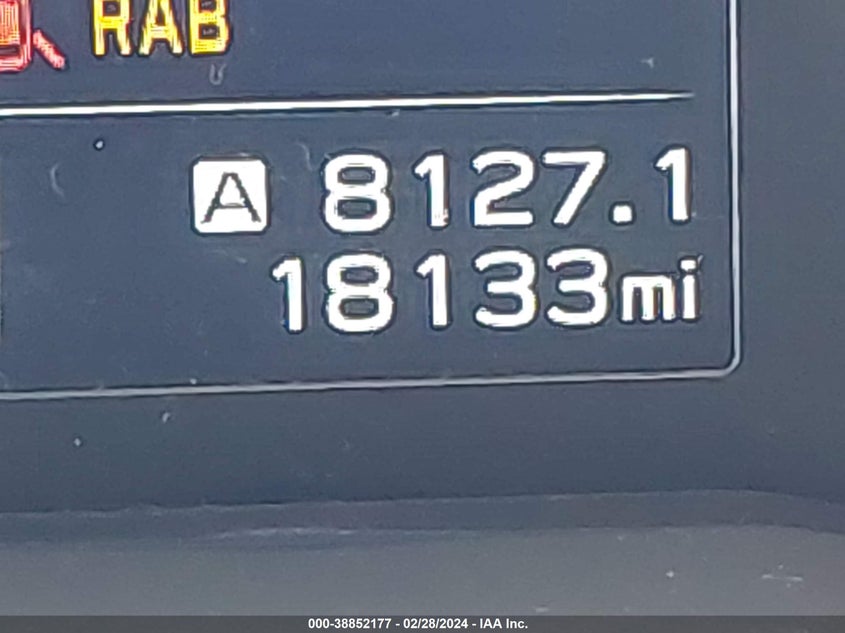 RAB
A 8127.1
18133mi
000-38852177 - 02/28/2024 - IAA Inc.